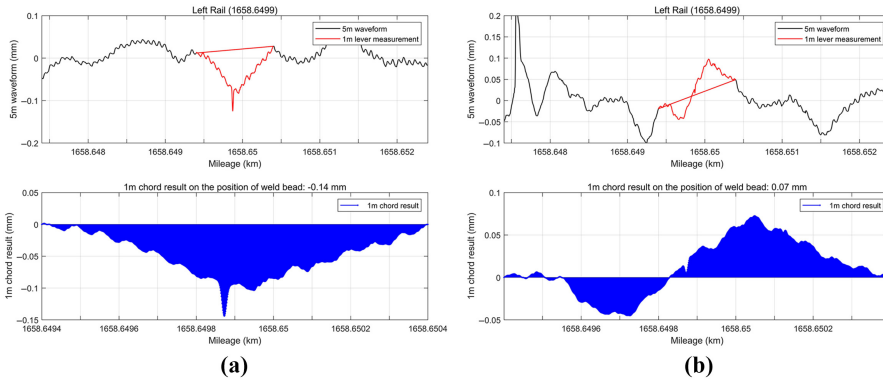 Left Rail (1658.6499)
5m waveform
1m lever measurement
5m waveform (mm)
0.1
0
−0.1
−0.2
1658.648
1658.649
1658.65
1658.651
1658.652
Mileage (km)
1m chord result on the position of weld bead: -0.14 mm
1m chord result
1m chord result (mm)
0.05
0
−0.05
−0.1
−0.15
1658.6494
1658.6496
1658.6498
1658.65
1658.6502
1658.6504
Mileage (km)
(a)
Left Rail (1658.6499)
5m waveform
1m lever measurement
5m waveform (mm)
0.2
0.15
0.1
0.05
0
−0.05
−0.1
1658.648
1658.649
1658.65
1658.651
1658.652
Mileage (km)
1m chord result on the position of weld bead: 0.07 mm
1m chord result
1m chord result (mm)
0.1
0.05
0
−0.05
1658.6496
1658.6498
1658.65
1658.6502
Mileage (km)
(b)